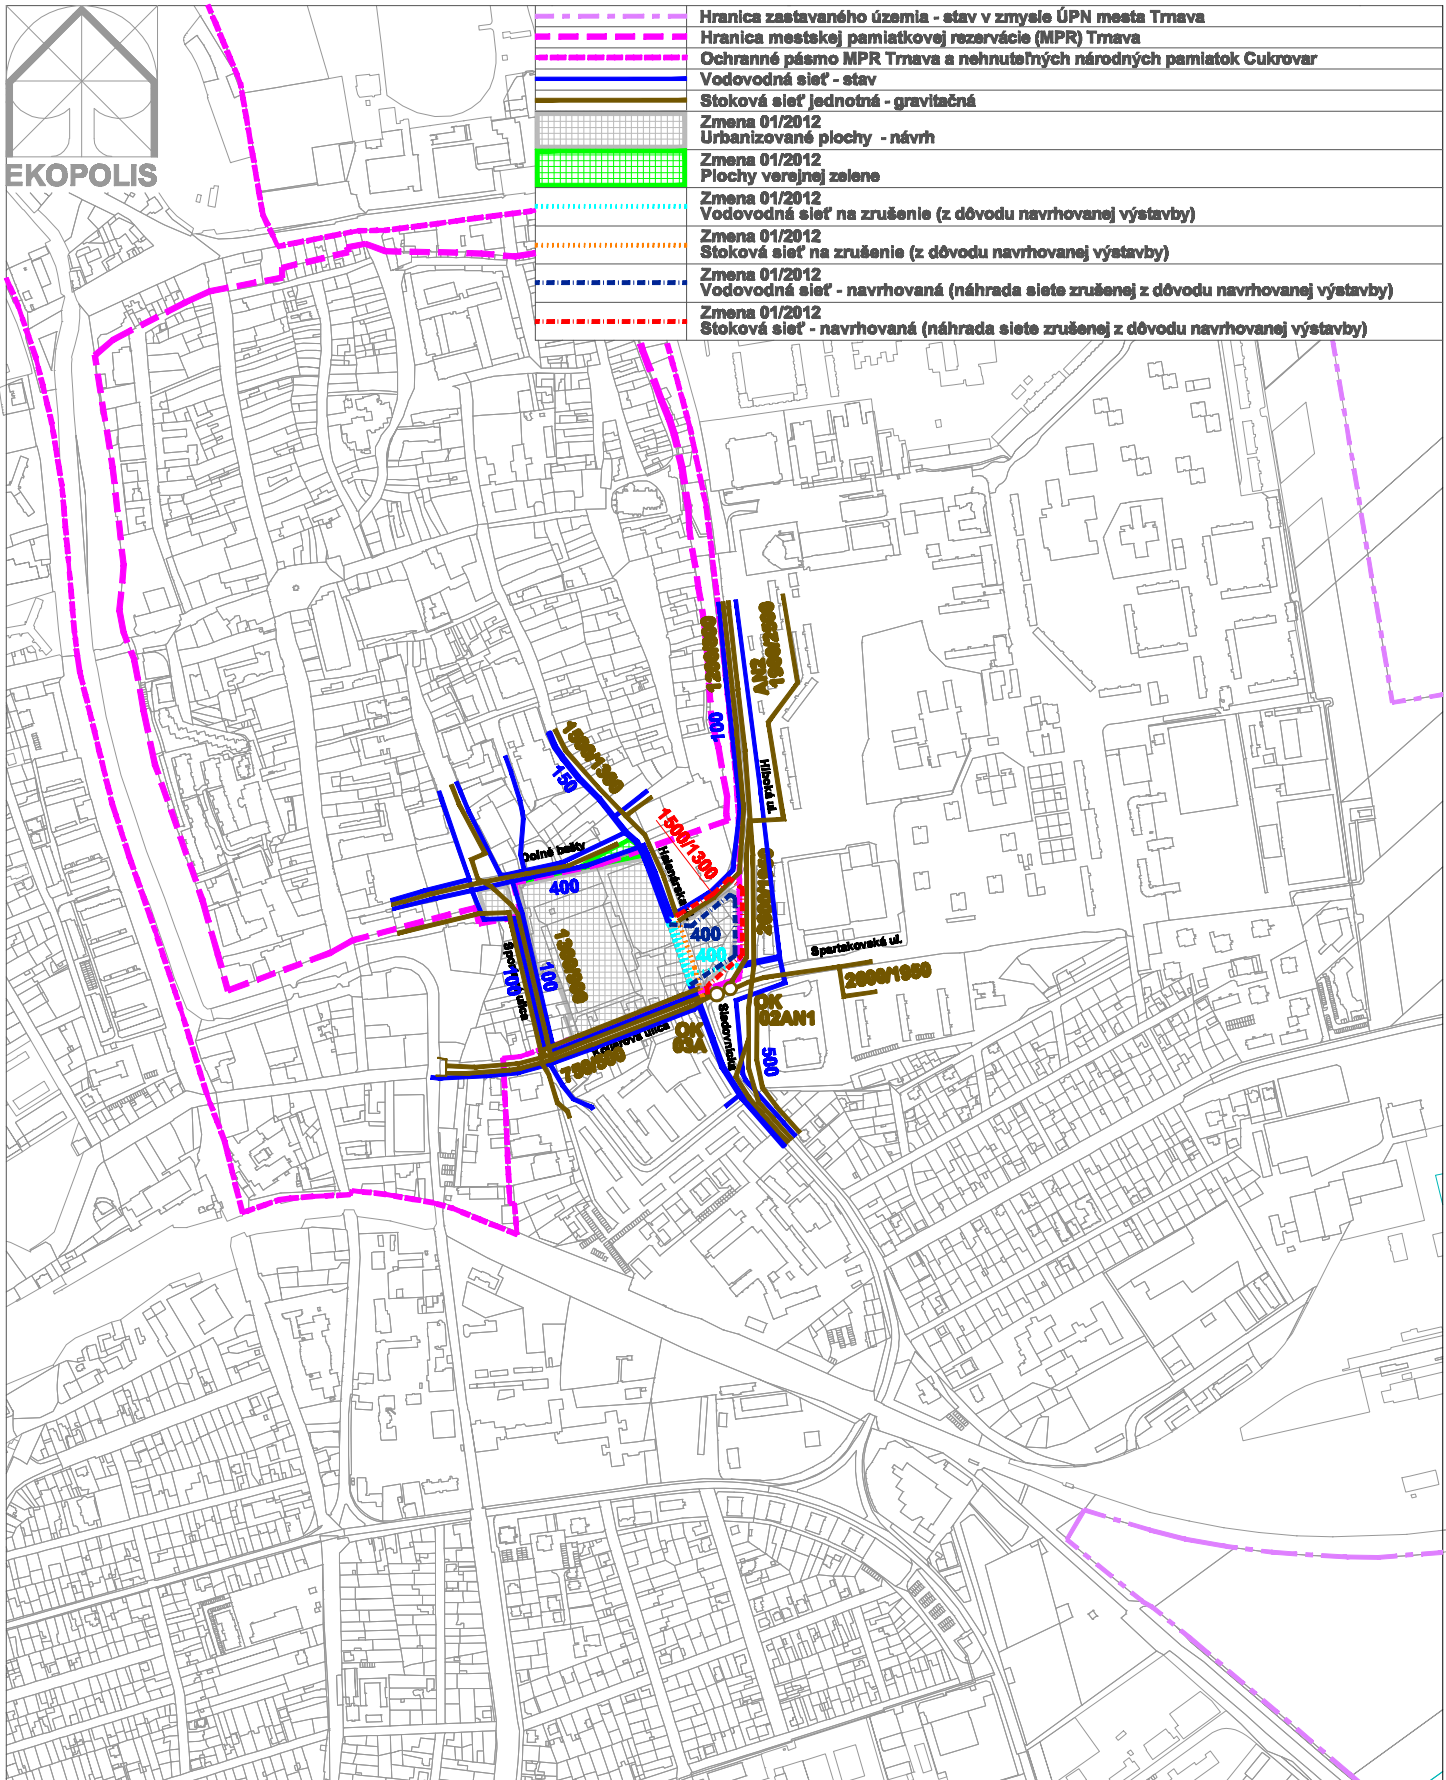 EKOPOLIS
Hranica zastavaného územia - stav v zmysle ÚPN mesta Trnava
Hranica mestskej pamiatkovej rezervácie (MPR) Trnava
Ochranné pásmo MPR Trnava a nehnuteľných národných pamiatok Cukrovar
Vodovodná sieť - stav
Stoková sieť jednotná - gravitačná
Zmena 01/2012
Urbanizované plochy - návrh
Zmena 01/2012
Plochy verejnej zelene
Zmena 01/2012
Vodovodná sieť na zrušenie (z dôvodu navrhovanej výstavby)
Zmena 01/2012
Stoková sieť na zrušenie (z dôvodu navrhovanej výstavby)
Zmena 01/2012
Vodovodná sieť - navrhovaná (náhrada siete zrušenej z dôvodu navrhovanej výstavby)
Zmena 01/2012
Stoková sieť - navrhovaná (náhrada siete zrušenej z dôvodu navrhovanej výstavby)
AN2
100
1500/1300
150
Hlboká ul.
1500/1300
Dolné bašty
Halenárska
400
400
400
Spartakovská ul.
100
100
OK
02AN1
Sladovnícka
500